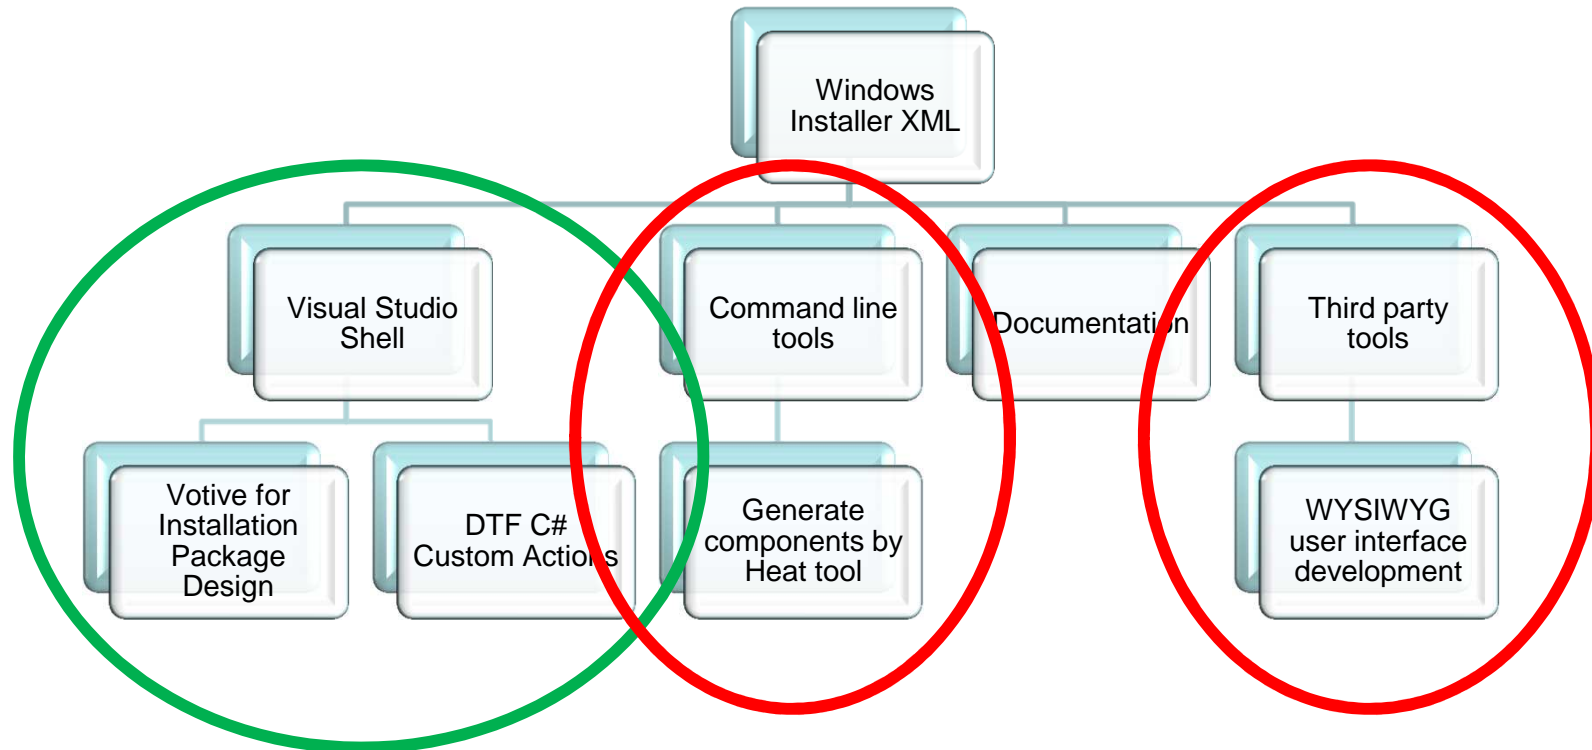 Windows
Installer XML
Visual Studio
Shell
Command line
tools
Documentation
Third party
tools
Votive for
Installation
Package
Design
DTF C#
Custom Actions
Generate
components by
Heat tool
WYSIWYG
user interface
development